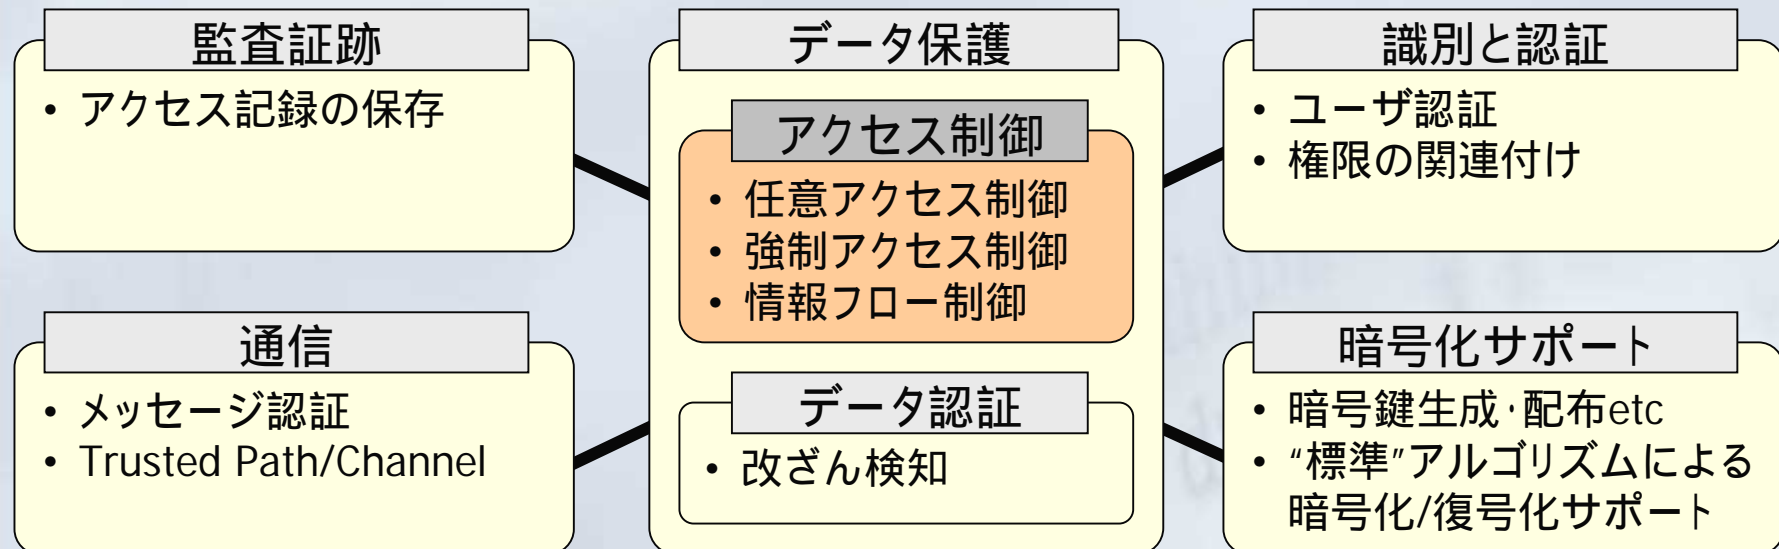 監査証跡
• アクセス記録の保存
データ保護
アクセス制御
• 任意アクセス制御
• 強制アクセス制御
• 情報フロー制御
データ認証
• 改ざん検知
識別と認証
• ユーザ認証
• 権限の関連付け
通信
• メッセージ認証
• Trusted Path/Channel
暗号化サポート
• 暗号鍵生成・配布etc
• “標準”アルゴリズムによる
暗号化/復号化サポート